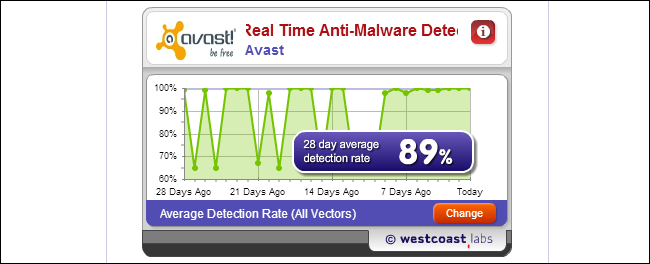 avast!
be free
Real Time Anti-Malware
Avast
i
100%
90%
80%
70%
60%
28 day average
detection rate
89%
28 Days Ago
21 Days Ago
14 Days Ago
7 Days Ago
Today
Average Detection Rate (All Vectors)
Change
© westcoast labs